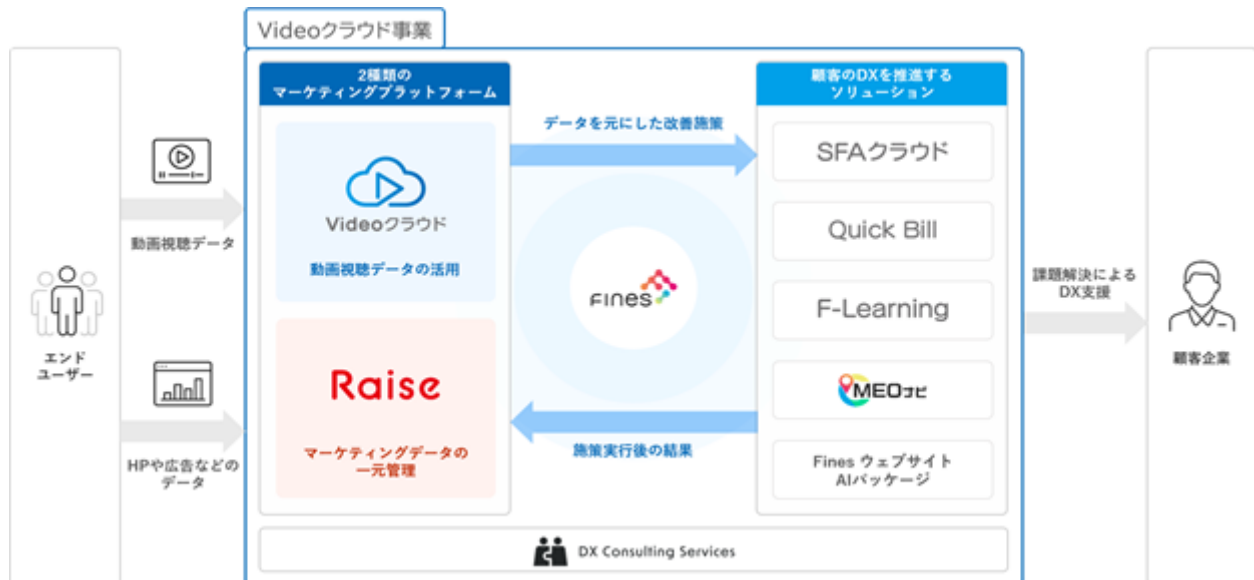 Videoクラウド事業
エンド
ユーザー
動画視聴データ
HPや広告などの
データ
2種類の
マーケティングプラットフォーム
Videoクラウド
動画視聴データの活用
Raise
マーケティングデータの
一元管理
データを元にした改善施策
FINES
施策実行後の結果
顧客のDXを推進する
ソリューション
SFAクラウド
Quick Bill
F-Learning
MEOナビ
Fines ウェブサイト
AIパッケージ
DX Consulting Services
課題解決による
DX支援
顧客企業